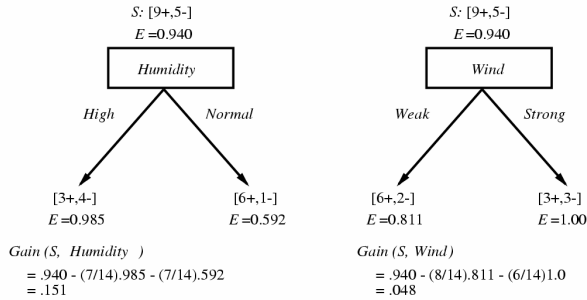 S: [9+,5-]
E =0.940
Humidity
High
Normal
[3+,4-]
E =0.985
[6+,1-]
E =0.592
Gain (S, Humidity )
= .940 - (7/14).985 - (7/14).592
= .151
S: [9+,5-]
E =0.940
Wind
Weak
Strong
[6+,2-]
E =0.811
[3+,3-]
E =1.00
Gain (S, Wind)
= .940 - (8/14).811 - (6/14)1.0
= .048